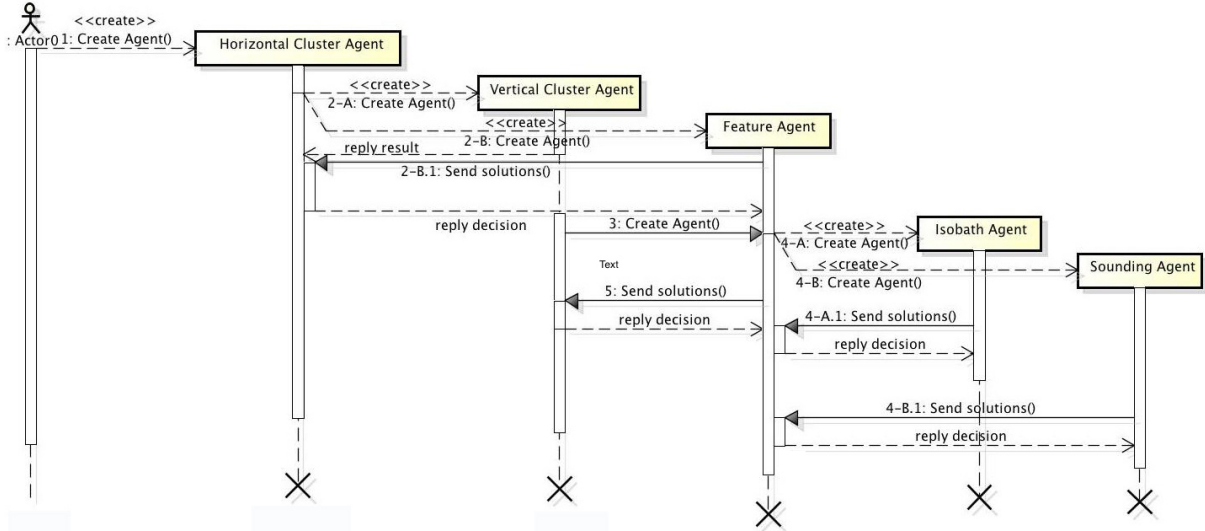 <<create>>
: Actor()
1: Create Agent()
Horizontal Cluster Agent
<<create>>
2-A: Create Agent()
Vertical Cluster Agent
<<create>>
2-B: Create Agent()
Feature Agent
reply result
2-B.1: Send solutions()
reply decision
3: Create Agent()
<<create>>
4-A: Create Agent()
Isobath Agent
<<create>>
4-B: Create Agent()
Sounding Agent
Text
5: Send solutions()
reply decision
4-A.1: Send solutions()
reply decision
4-B.1: Send solutions()
reply decision